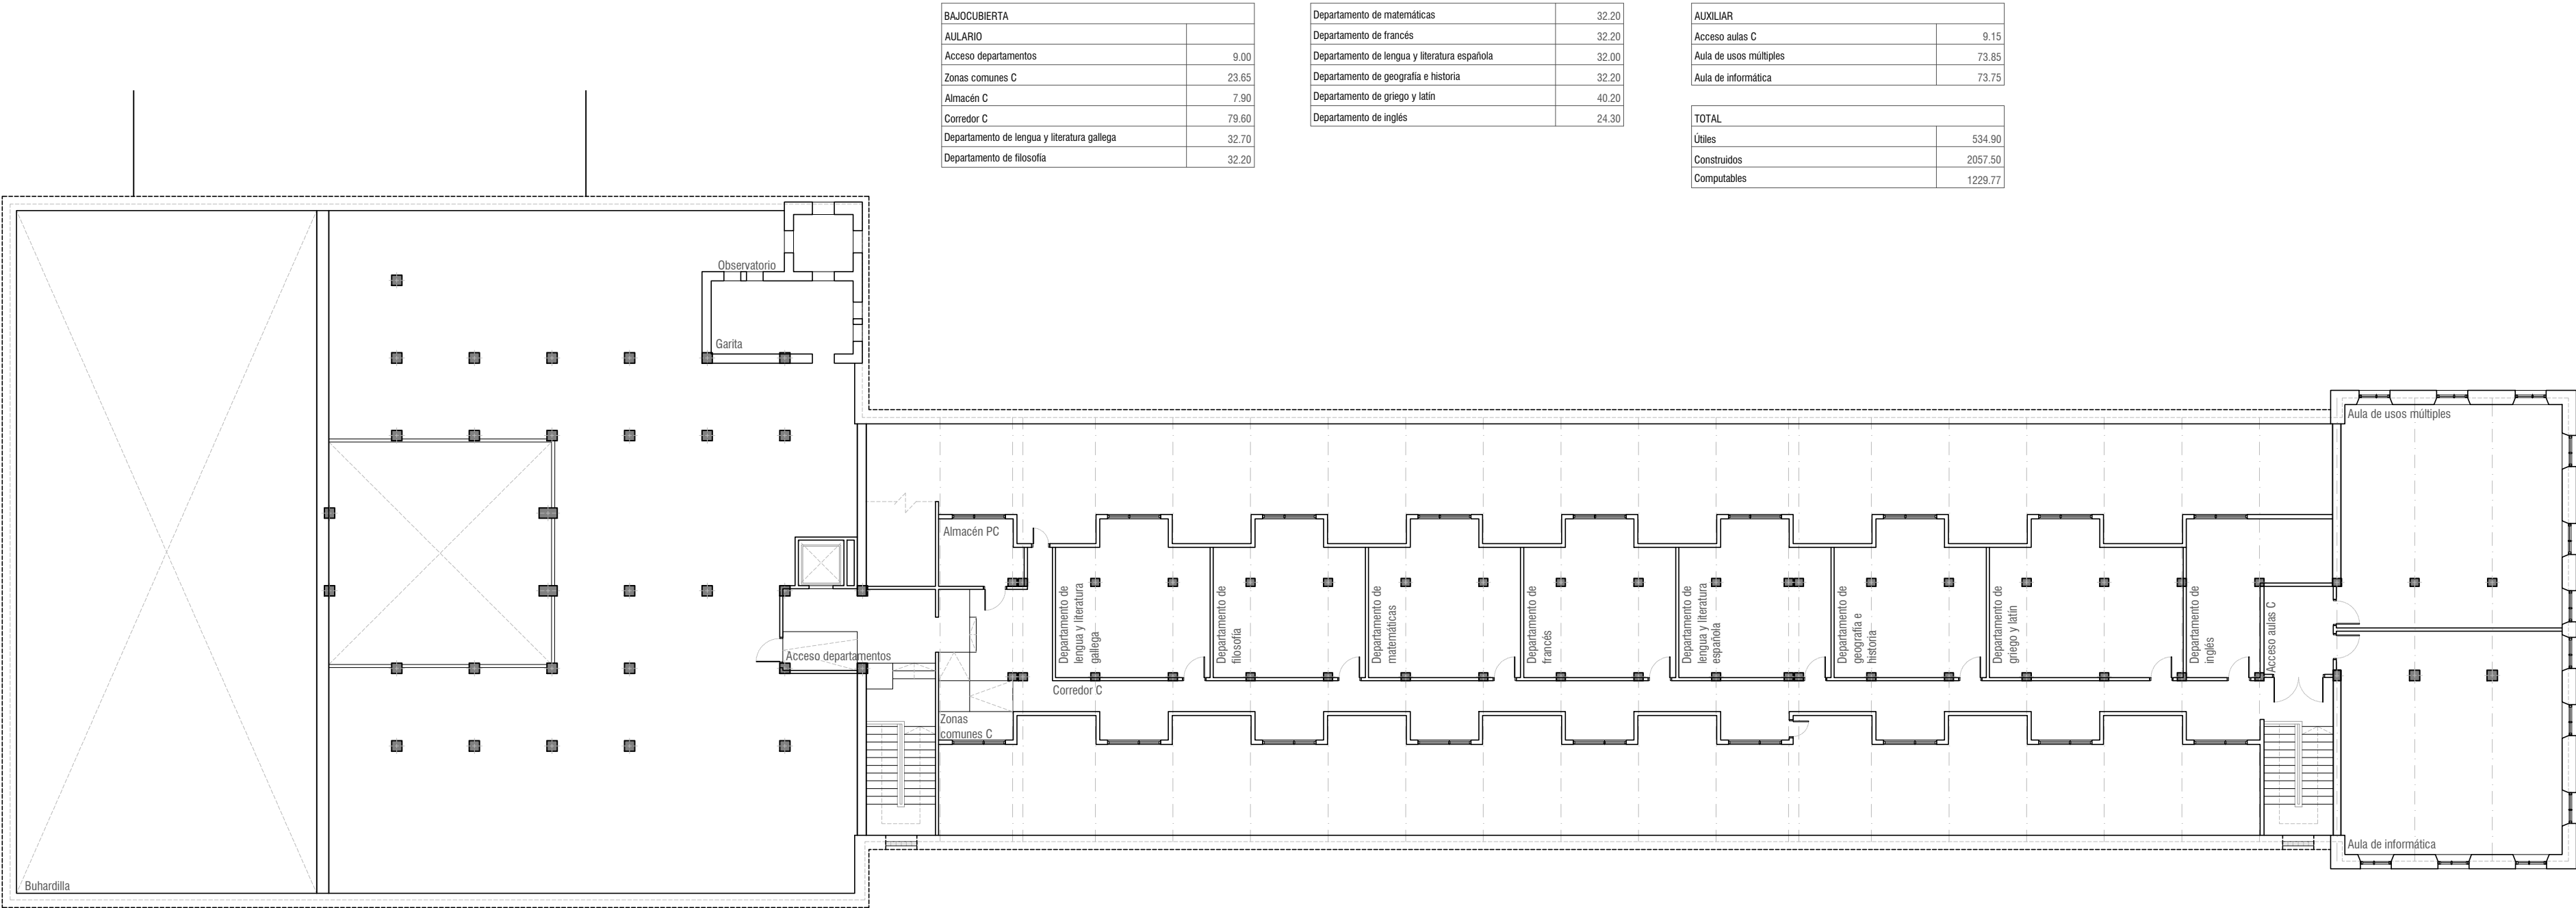 BAJOCUBIERTA
AULARIO
Acceso departamentos 9.00
Zonas comunes C 23.65
Almacén C 7.90
Corredor C 79.60
Departamento de lengua y literatura gallega 32.70
Departamento de filosofía 32.20
Departamento de matemáticas 32.20
Departamento de francés 32.20
Departamento de lengua y literatura española 32.00
Departamento de geografía e historia 32.20
Departamento de griego y latín 40.20
Departamento de inglés 24.30
AUXILIAR
Acceso aulas C 9.15
Aula de usos múltiples 73.85
Aula de informática 73.75
TOTAL
Útiles 534.90
Construidos 2057.50
Computables 1229.77
Observatorio
Garita
Buhardilla
Acceso departamentos
Almacén PC
Zonas
comunes C
Corredor C
Departamento de
lengua y literatura
gallega
Departamento de
filosofía
Departamento de
matemáticas
Departamento de
francés
Departamento de
lengua y literatura
española
Departamento de
geografía e
historia
Departamento de
griego y latín
Departamento de
inglés
Acceso aulas C
Aula de usos múltiples
Aula de informática